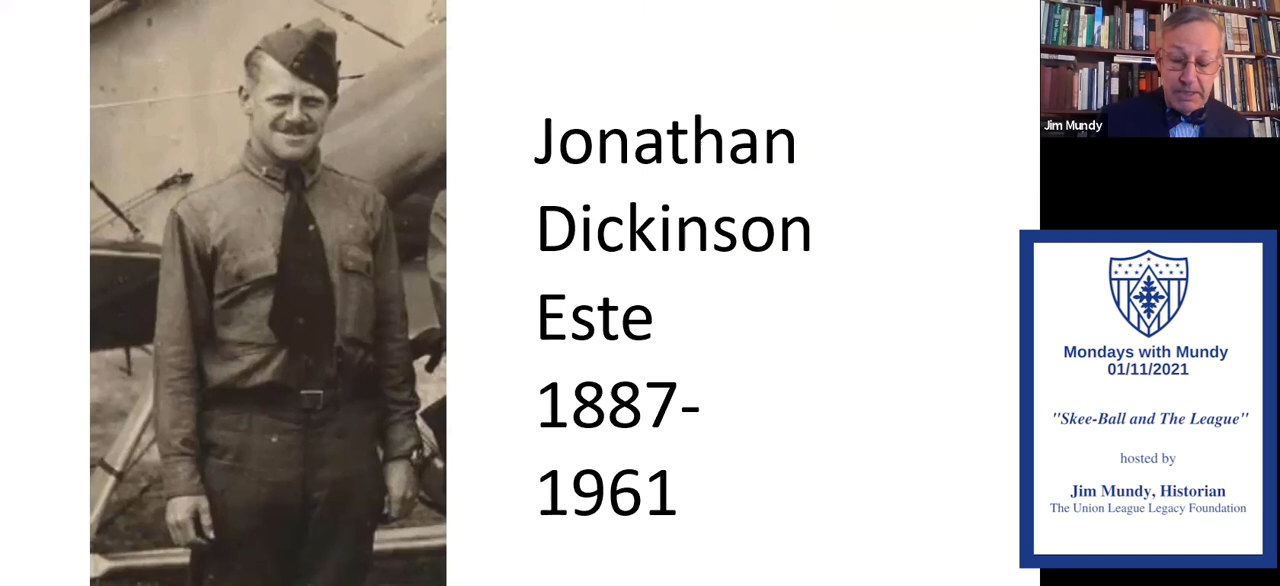 Jonathan
Dickinson
Este
1887-
1961
Jim Mundy
Mondays with Mundy
01/11/2021
"Skee-Ball and The League"
hosted by
Jim Mundy, Historian
The Union League Legacy Foundation